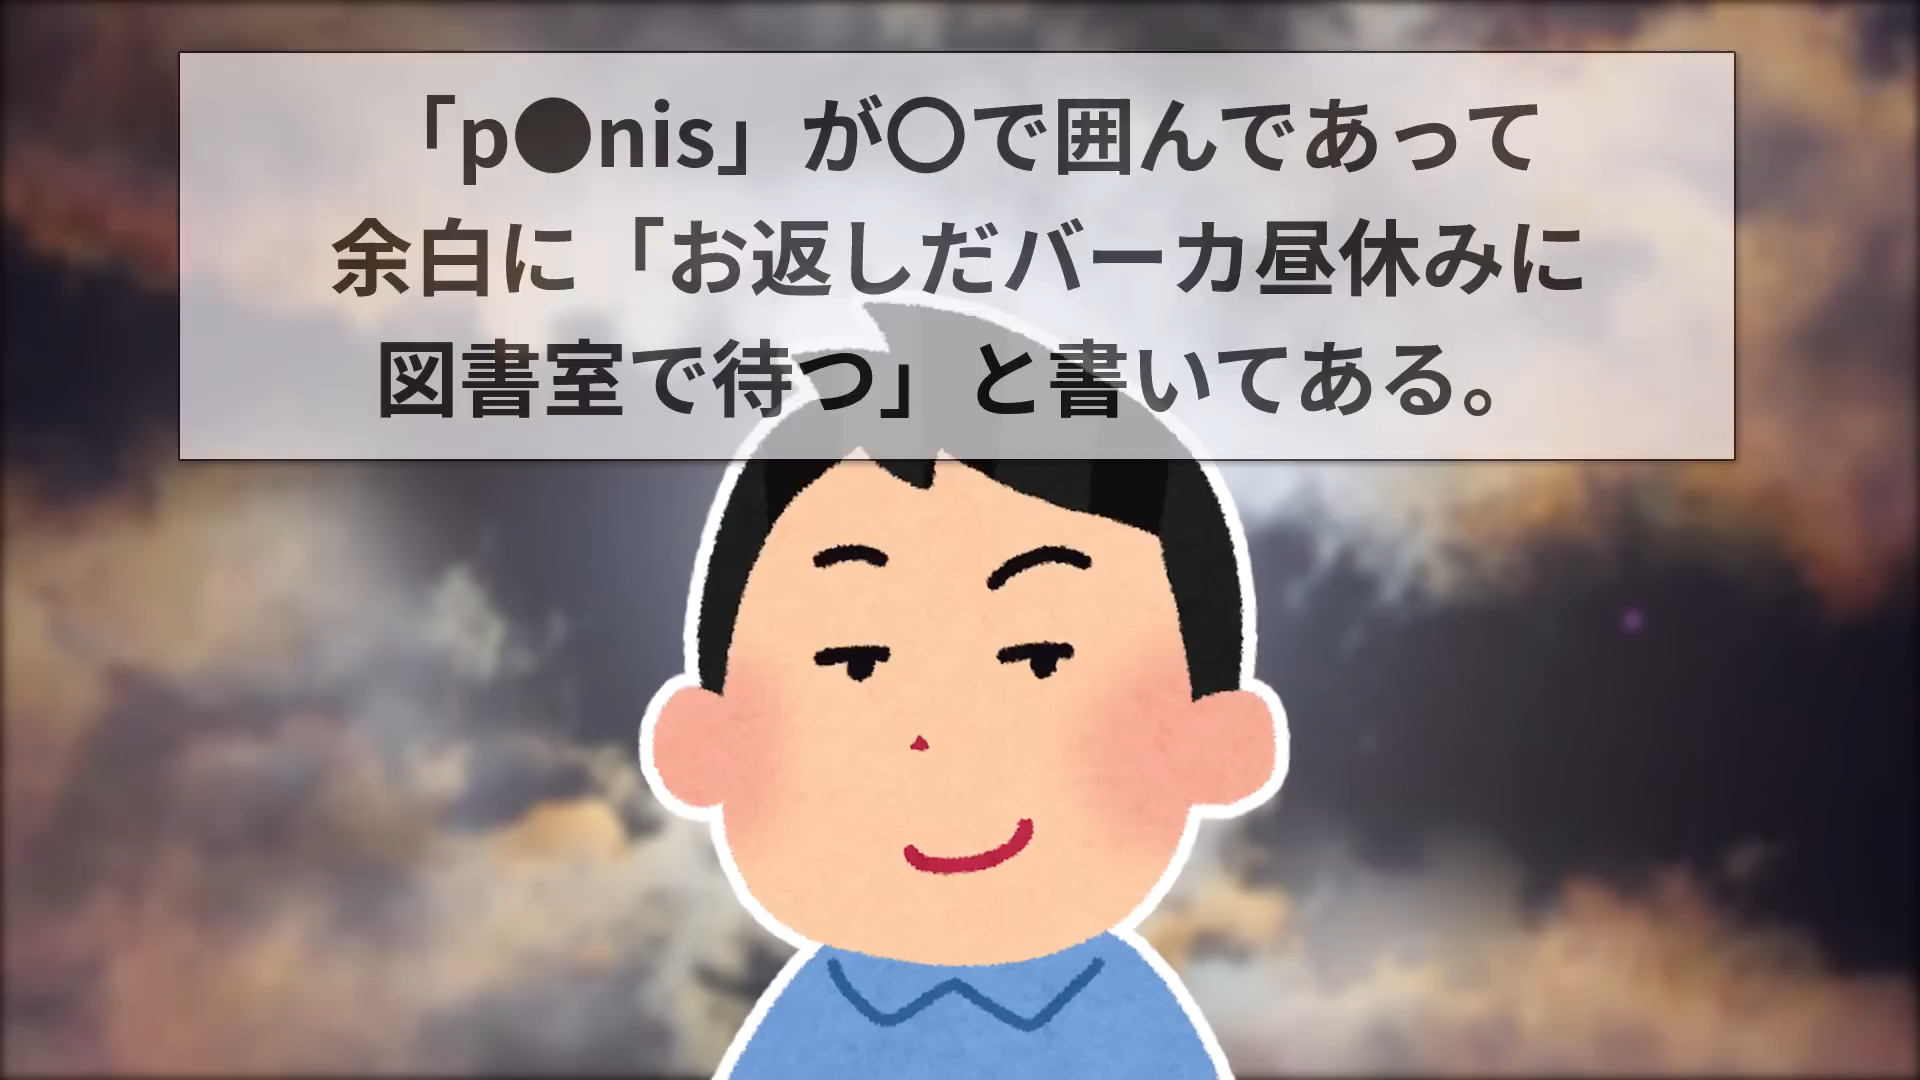 「p●nis」が〇で囲んであって
余白に「お返しだバーカ昼休みに
図書室で待つ」と書いてある。